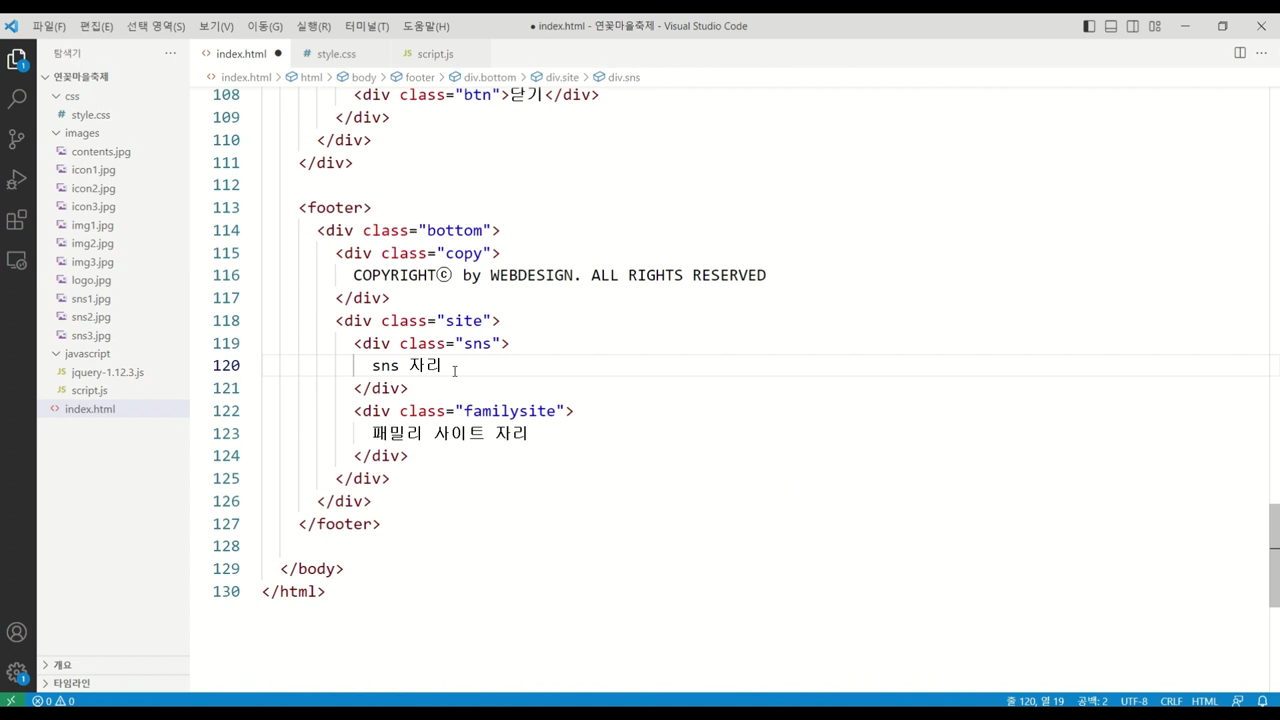 파일(F) 편집(E) 선택 영역(S) 보기(V) 이동(G) 실행(R) 터미널(T) 도움말(H) ● index.html - 연꽃마을축제 - Visual Studio Code
탐색기 ···
연꽃마을축제
css
# style.css
images
contents.jpg
icon1.jpg
icon2.jpg
icon3.jpg
img1.jpg
img2.jpg
img3.jpg
logo.jpg
sns1.jpg
sns2.jpg
sns3.jpg
javascript
JS jquery-1.12.3.js
JS script.js
<> index.html
개요
타임라인
<> index.html ● # style.css JS script.js
<> index.html > html > body > footer > div.bottom > div.site > div.sns
108 <div class="btn">닫기</div>
109 </div>
110 </div>
111 </div>
112
113 <footer>
114 <div class="bottom">
115 <div class="copy">
116 COPYRIGHTⓒ by WEBDESIGN. ALL RIGHTS RESERVED
117 </div>
118 <div class="site">
119 <div class="sns">
120 sns 자리
121 </div>
122 <div class="familysite">
123 패밀리 사이트 자리
124 </div>
125 </div>
126 </div>
127 </footer>
128
129 </body>
130 </html>
0 0 줄 120, 열 19 공백: 2 UTF-8 CRLF HTML